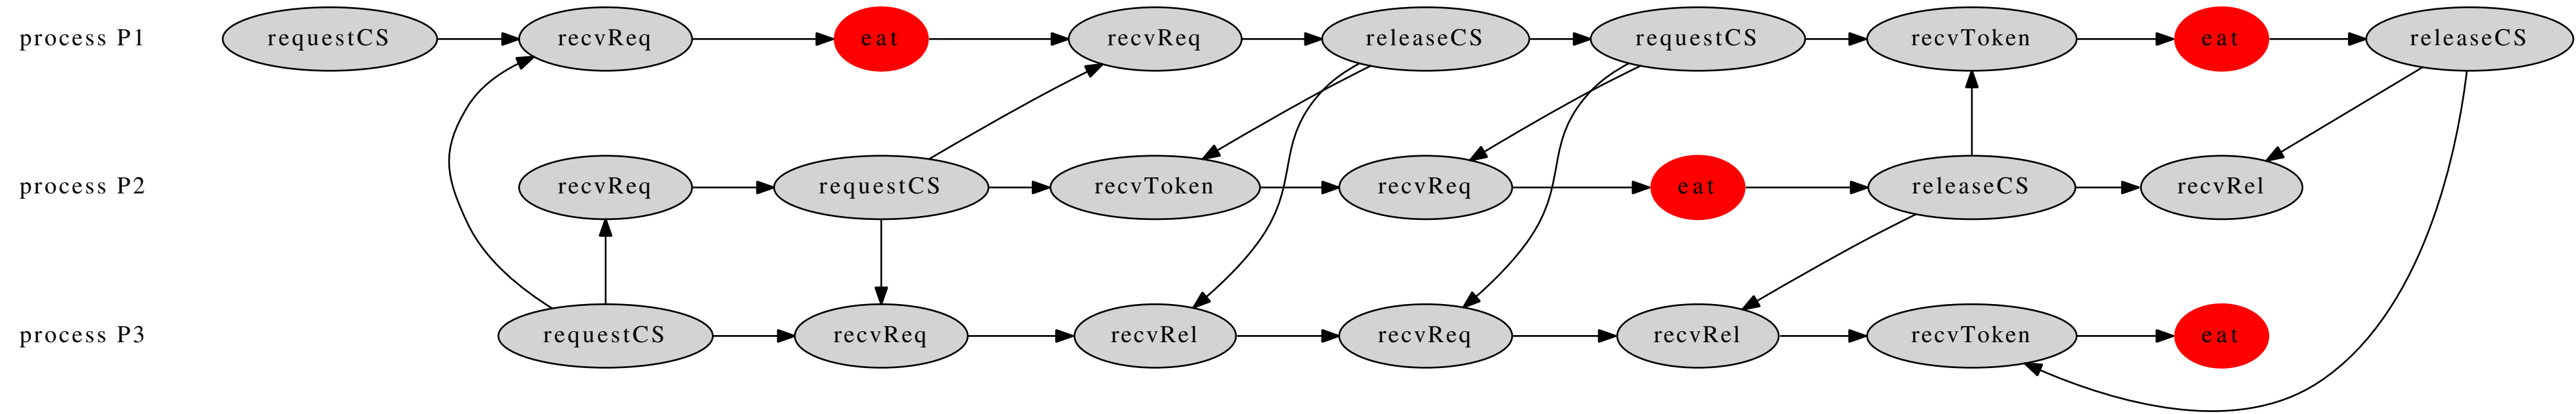 process P1 requestCS recvReq eat recvReq releaseCS requestCS recvToken eat releaseCS
process P2 recvReq requestCS recvToken recvReq eat releaseCS recvRel
process P3 requestCS recvReq recvRel recvReq recvRel recvToken eat